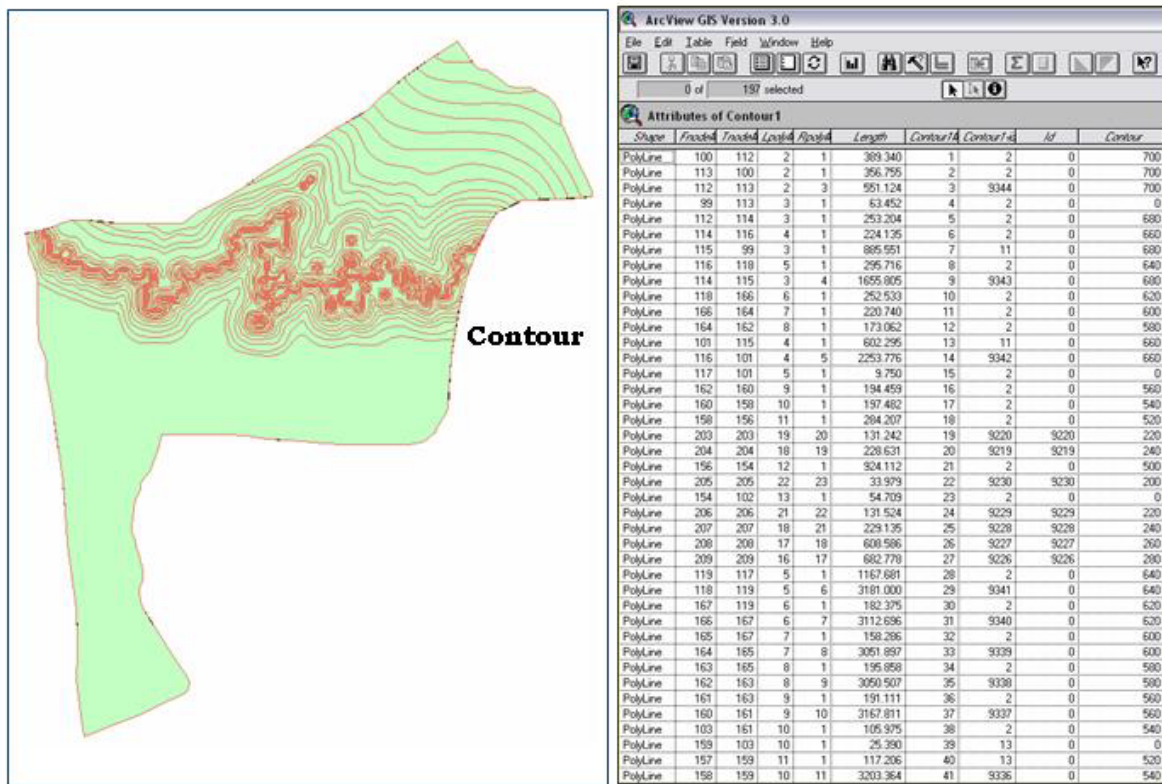 Contour
ArcView GIS Version 3.0
File Edit Table Field Window Help
0 of 197 selected
Attributes of Contour1
Shape Length Id Contour
PolyLine 100 112 2 1 389.340 1 2 0 700
PolyLine 113 100 2 1 356.755 2 2 0 700
PolyLine 112 113 2 3 551.124 3 9344 0 700
PolyLine 99 113 3 1 63.452 4 2 0 0
PolyLine 112 114 3 1 253.204 5 2 0 680
PolyLine 114 116 4 1 224.135 6 2 0 660
PolyLine 115 99 3 1 885.551 7 11 0 680
PolyLine 116 118 5 1 295.716 8 2 0 640
PolyLine 114 115 3 4 1655.805 9 9343 0 680
PolyLine 118 166 6 1 252.533 10 2 0 620
PolyLine 166 164 7 1 220.740 11 2 0 600
PolyLine 164 162 8 1 173.062 12 2 0 580
PolyLine 101 115 4 1 602.295 13 11 0 660
PolyLine 116 101 4 5 2253.776 14 9342 0 660
PolyLine 117 101 5 1 9.750 15 2 0 0
PolyLine 162 160 9 1 194.459 16 2 0 560
PolyLine 160 158 10 1 197.482 17 2 0 540
PolyLine 158 156 11 1 284.207 18 2 0 520
PolyLine 203 203 19 20 131.242 19 9220 9220 220
PolyLine 204 204 18 19 228.631 20 9219 9219 240
PolyLine 156 154 12 1 924.112 21 2 0 500
PolyLine 205 205 22 23 33.979 22 9230 9230 200
PolyLine 154 102 13 1 54.709 23 2 0 0
PolyLine 206 206 21 22 131.524 24 9229 9229 220
PolyLine 207 207 18 21 229.135 25 9228 9228 240
PolyLine 208 208 17 18 608.586 26 9227 9227 260
PolyLine 209 209 16 17 682.778 27 9226 9226 280
PolyLine 119 117 5 1 1167.681 28 2 0 640
PolyLine 118 119 5 6 3181.000 29 9341 0 640
PolyLine 167 119 6 1 182.375 30 2 0 620
PolyLine 166 167 6 7 3112.696 31 9340 0 620
PolyLine 165 167 7 1 158.286 32 2 0 600
PolyLine 164 165 7 8 3051.897 33 9339 0 600
PolyLine 163 165 8 1 195.858 34 2 0 580
PolyLine 162 163 8 9 3050.507 35 9338 0 580
PolyLine 161 163 9 1 191.111 36 2 0 560
PolyLine 160 161 9 10 3167.811 37 9337 0 560
PolyLine 103 161 10 1 105.975 38 2 0 540
PolyLine 159 103 10 1 25.390 39 13 0 0
PolyLine 157 159 11 1 117.206 40 13 0 520
PolyLine 158 159 10 11 3203.364 41 9336 0 540